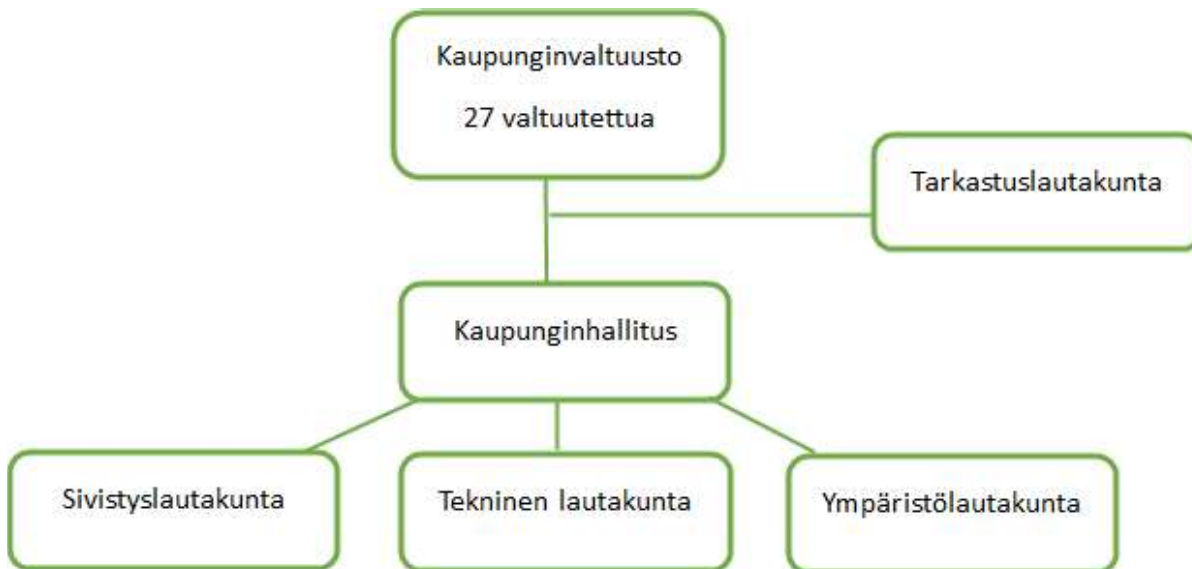 Kaupunginvaltuusto
27 valtuutettua
Tarkastuslautakunta
Kaupunginhallitus
Sivistyslautakunta
Tekninen lautakunta
Ympäristölautakunta